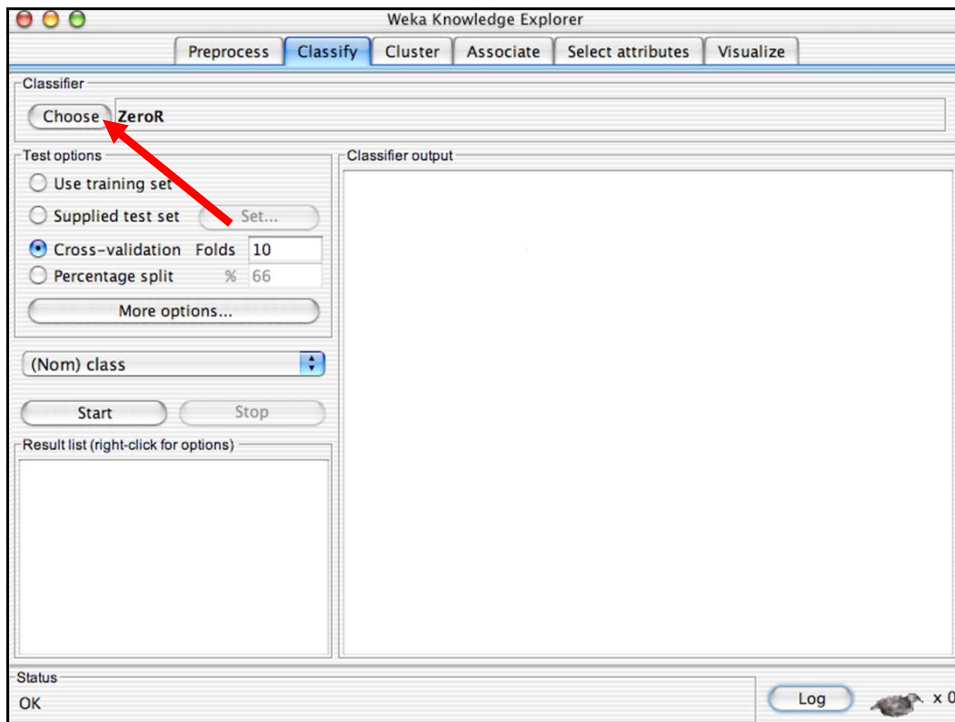 Weka Knowledge Explorer
Preprocess Classify Cluster Associate Select attributes Visualize
Classifier
Choose ZeroR
Test options
Use training set
Supplied test set Set...
Cross-validation Folds 10
Percentage split % 66
More options...
(Nom) class
Start Stop
Result list (right-click for options)
Classifier output
Status
OK
Log x 0